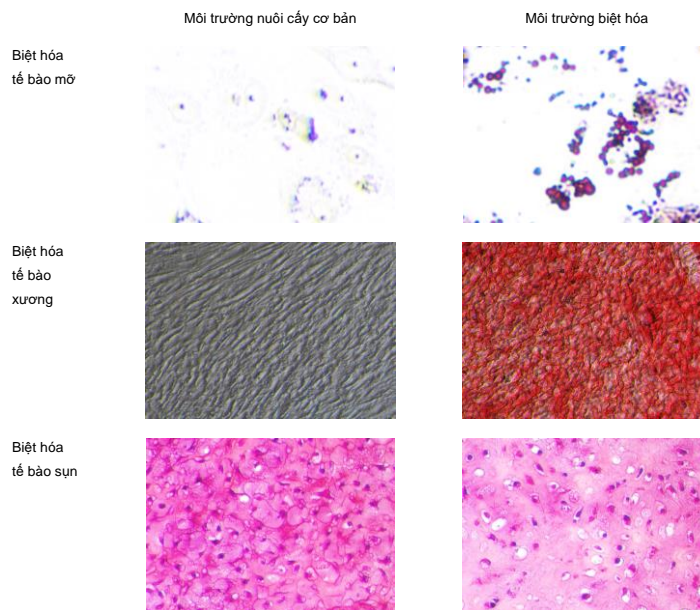 Môi trường nuôi cấy cơ bản
Môi trường biệt hóa
Biệt hóa
tế bào mỡ
Biệt hóa
tế bào
xương
Biệt hóa
tế bào sụn